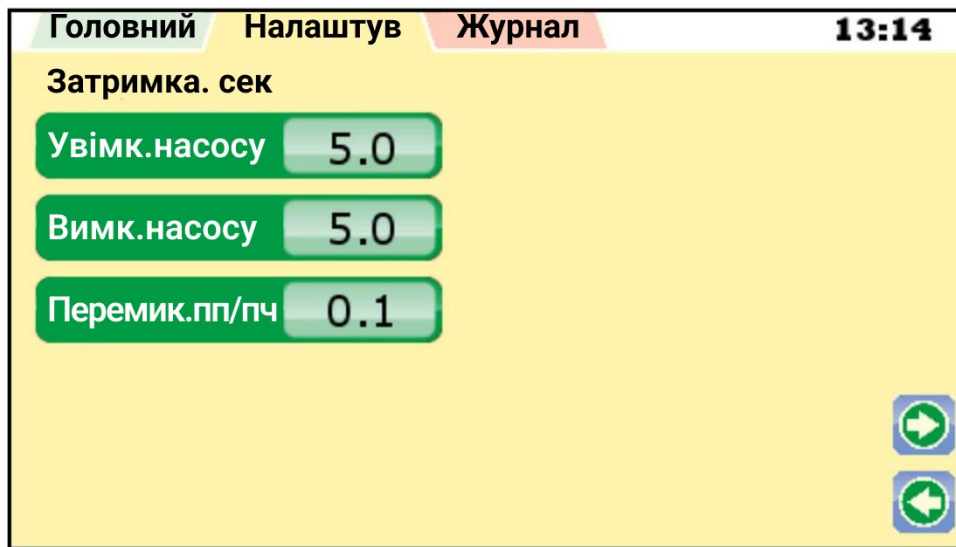 Головний Налаштув Журнал 13:14
Затримка. сек
Увімк.насосу 5.0
Вимк.насосу 5.0
Перемик.пп/пч 0.1